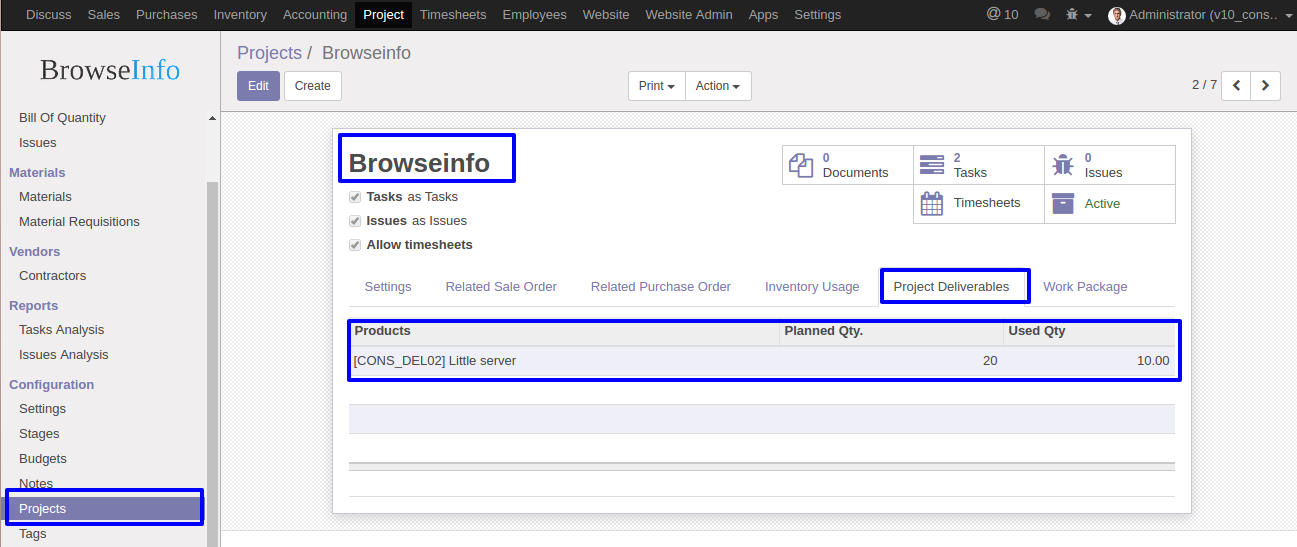 Discuss Sales Purchases Inventory Accounting Project Timesheets Employees Website Website Admin Apps Settings @ 10 Administrator (v10_cons...
BrowseInfo
Projects / Browseinfo
Edit Create Print Action 2 / 7
Bill Of Quantity
Issues
Materials
Materials
Material Requisitions
Vendors
Contractors
Reports
Tasks Analysis
Issues Analysis
Configuration
Settings
Stages
Budgets
Notes
Projects
Tags
Browseinfo
0 Documents
2 Tasks
0 Issues
Timesheets
Active
Tasks as Tasks
Issues as Issues
Allow timesheets
Settings Related Sale Order Related Purchase Order Inventory Usage Project Deliverables Work Package
Products Planned Qty. Used Qty
[CONS_DEL02] Little server 20 10.00